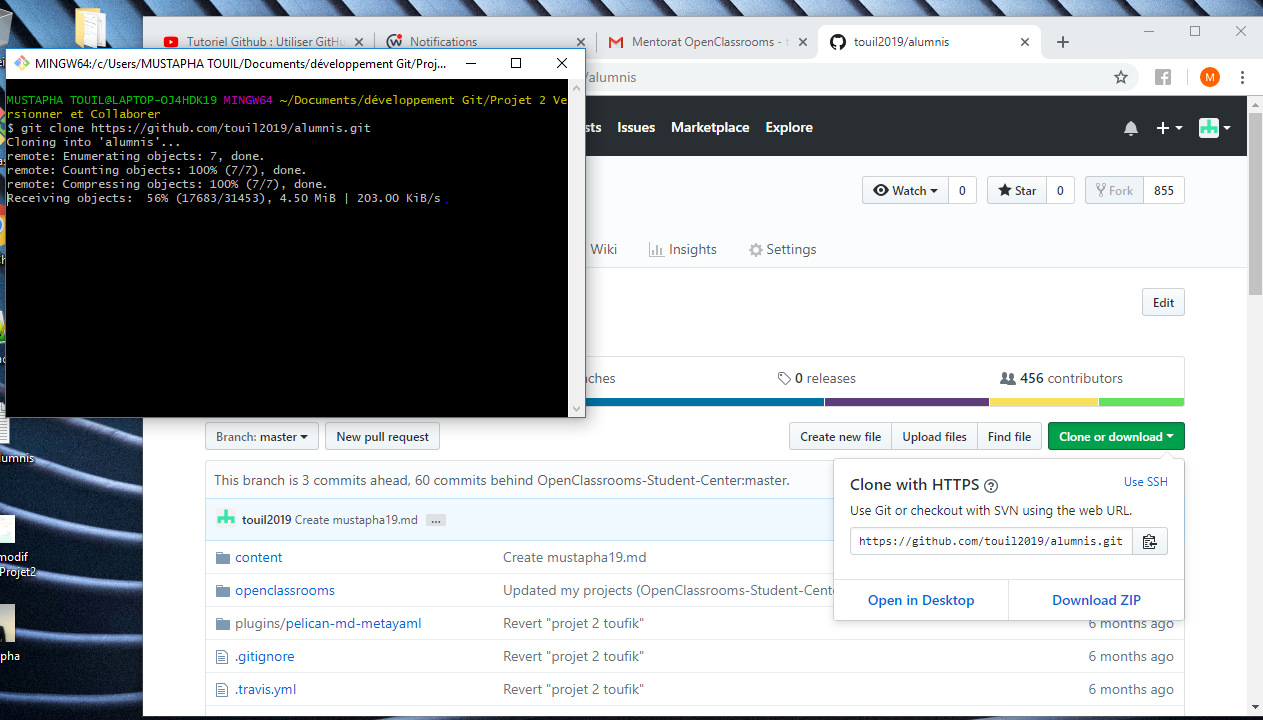 Tutoriel Github : Utiliser GitHu
Notifications
Mentorat OpenClassrooms - t
touil2019/alumnis
MINGW64:/c/Users/MUSTAPHA TOUIL/Documents/développement Git/Proj...
/alumnis
M
MUSTAPHA TOUIL@LAPTOP-OJ4HDK19 MINGW64 ~/Documents/développement Git/Projet 2 Ve
rsionner et Collaborer
$ git clone https://github.com/touil2019/alumnis.git
Cloning into 'alumnis'...
remote: Enumerating objects: 7, done.
remote: Counting objects: 100% (7/7), done.
remote: Compressing objects: 100% (7/7), done.
Receiving objects:  56% (17683/31453), 4.50 MiB | 203.00 KiB/s
sts Issues Marketplace Explore
Watch 0 Star 0 Fork 855
Wiki Insights Settings
Edit
ches 0 releases 456 contributors
Branch: master New pull request Create new file Upload files Find file Clone or download
This branch is 3 commits ahead, 60 commits behind OpenClassrooms-Student-Center:master.
touil2019 Create mustapha19.md ...
Clone with HTTPS ? Use SSH
Use Git or checkout with SVN using the web URL.
https://github.com/touil2019/alumnis.git
Open in Desktop Download ZIP
content Create mustapha19.md
openclassrooms Updated my projects (OpenClassrooms-Student-Cente
plugins/pelican-md-metayaml Revert "projet 2 toufik" 6 months ago
.gitignore Revert "projet 2 toufik" 6 months ago
.travis.yml Revert "projet 2 toufik" 6 months ago
lumnis
modif
Projet2
pha